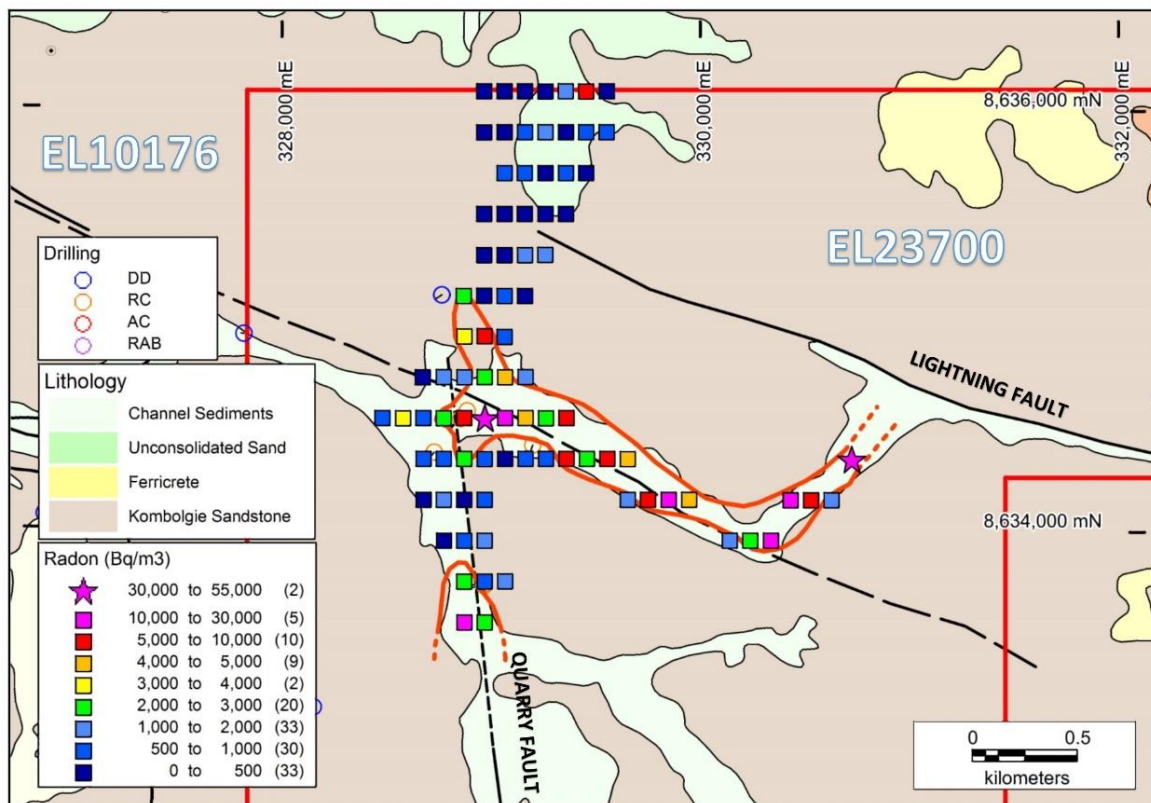 328,000 mE
330,000 mE
332,000 mE
8,636,000 mN
EL10176
EL23700
Drilling
DD
RC
AC
RAB
LIGHTNING FAULT
Lithology
Channel Sediments
Unconsolidated Sand
Ferricrete
Kombolgie Sandstone
8,634,000 mN
Radon (Bq/m3)
30,000 to 55,000 (2)
10,000 to 30,000 (5)
5,000 to 10,000 (10)
4,000 to 5,000 (9)
3,000 to 4,000 (2)
2,000 to 3,000 (20)
1,000 to 2,000 (33)
500 to 1,000 (30)
0 to 500 (33)
QUARRY FAULT
0 0.5
kilometers